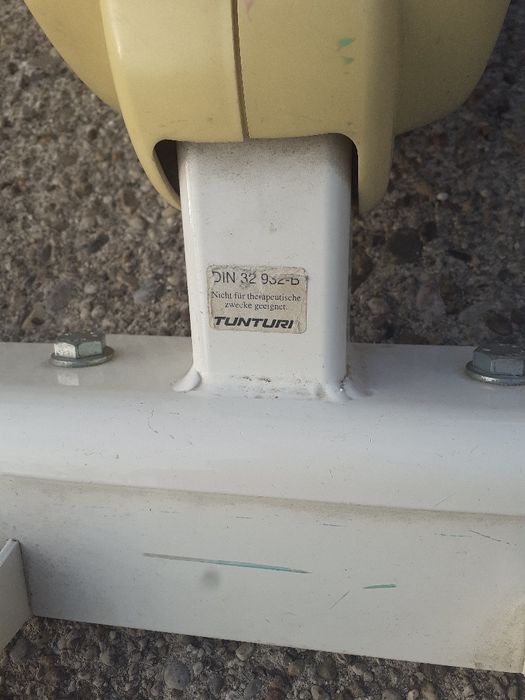 DIN 32 932-B
Nicht für therapeutische
zwecke geeignet.
TUNTURI